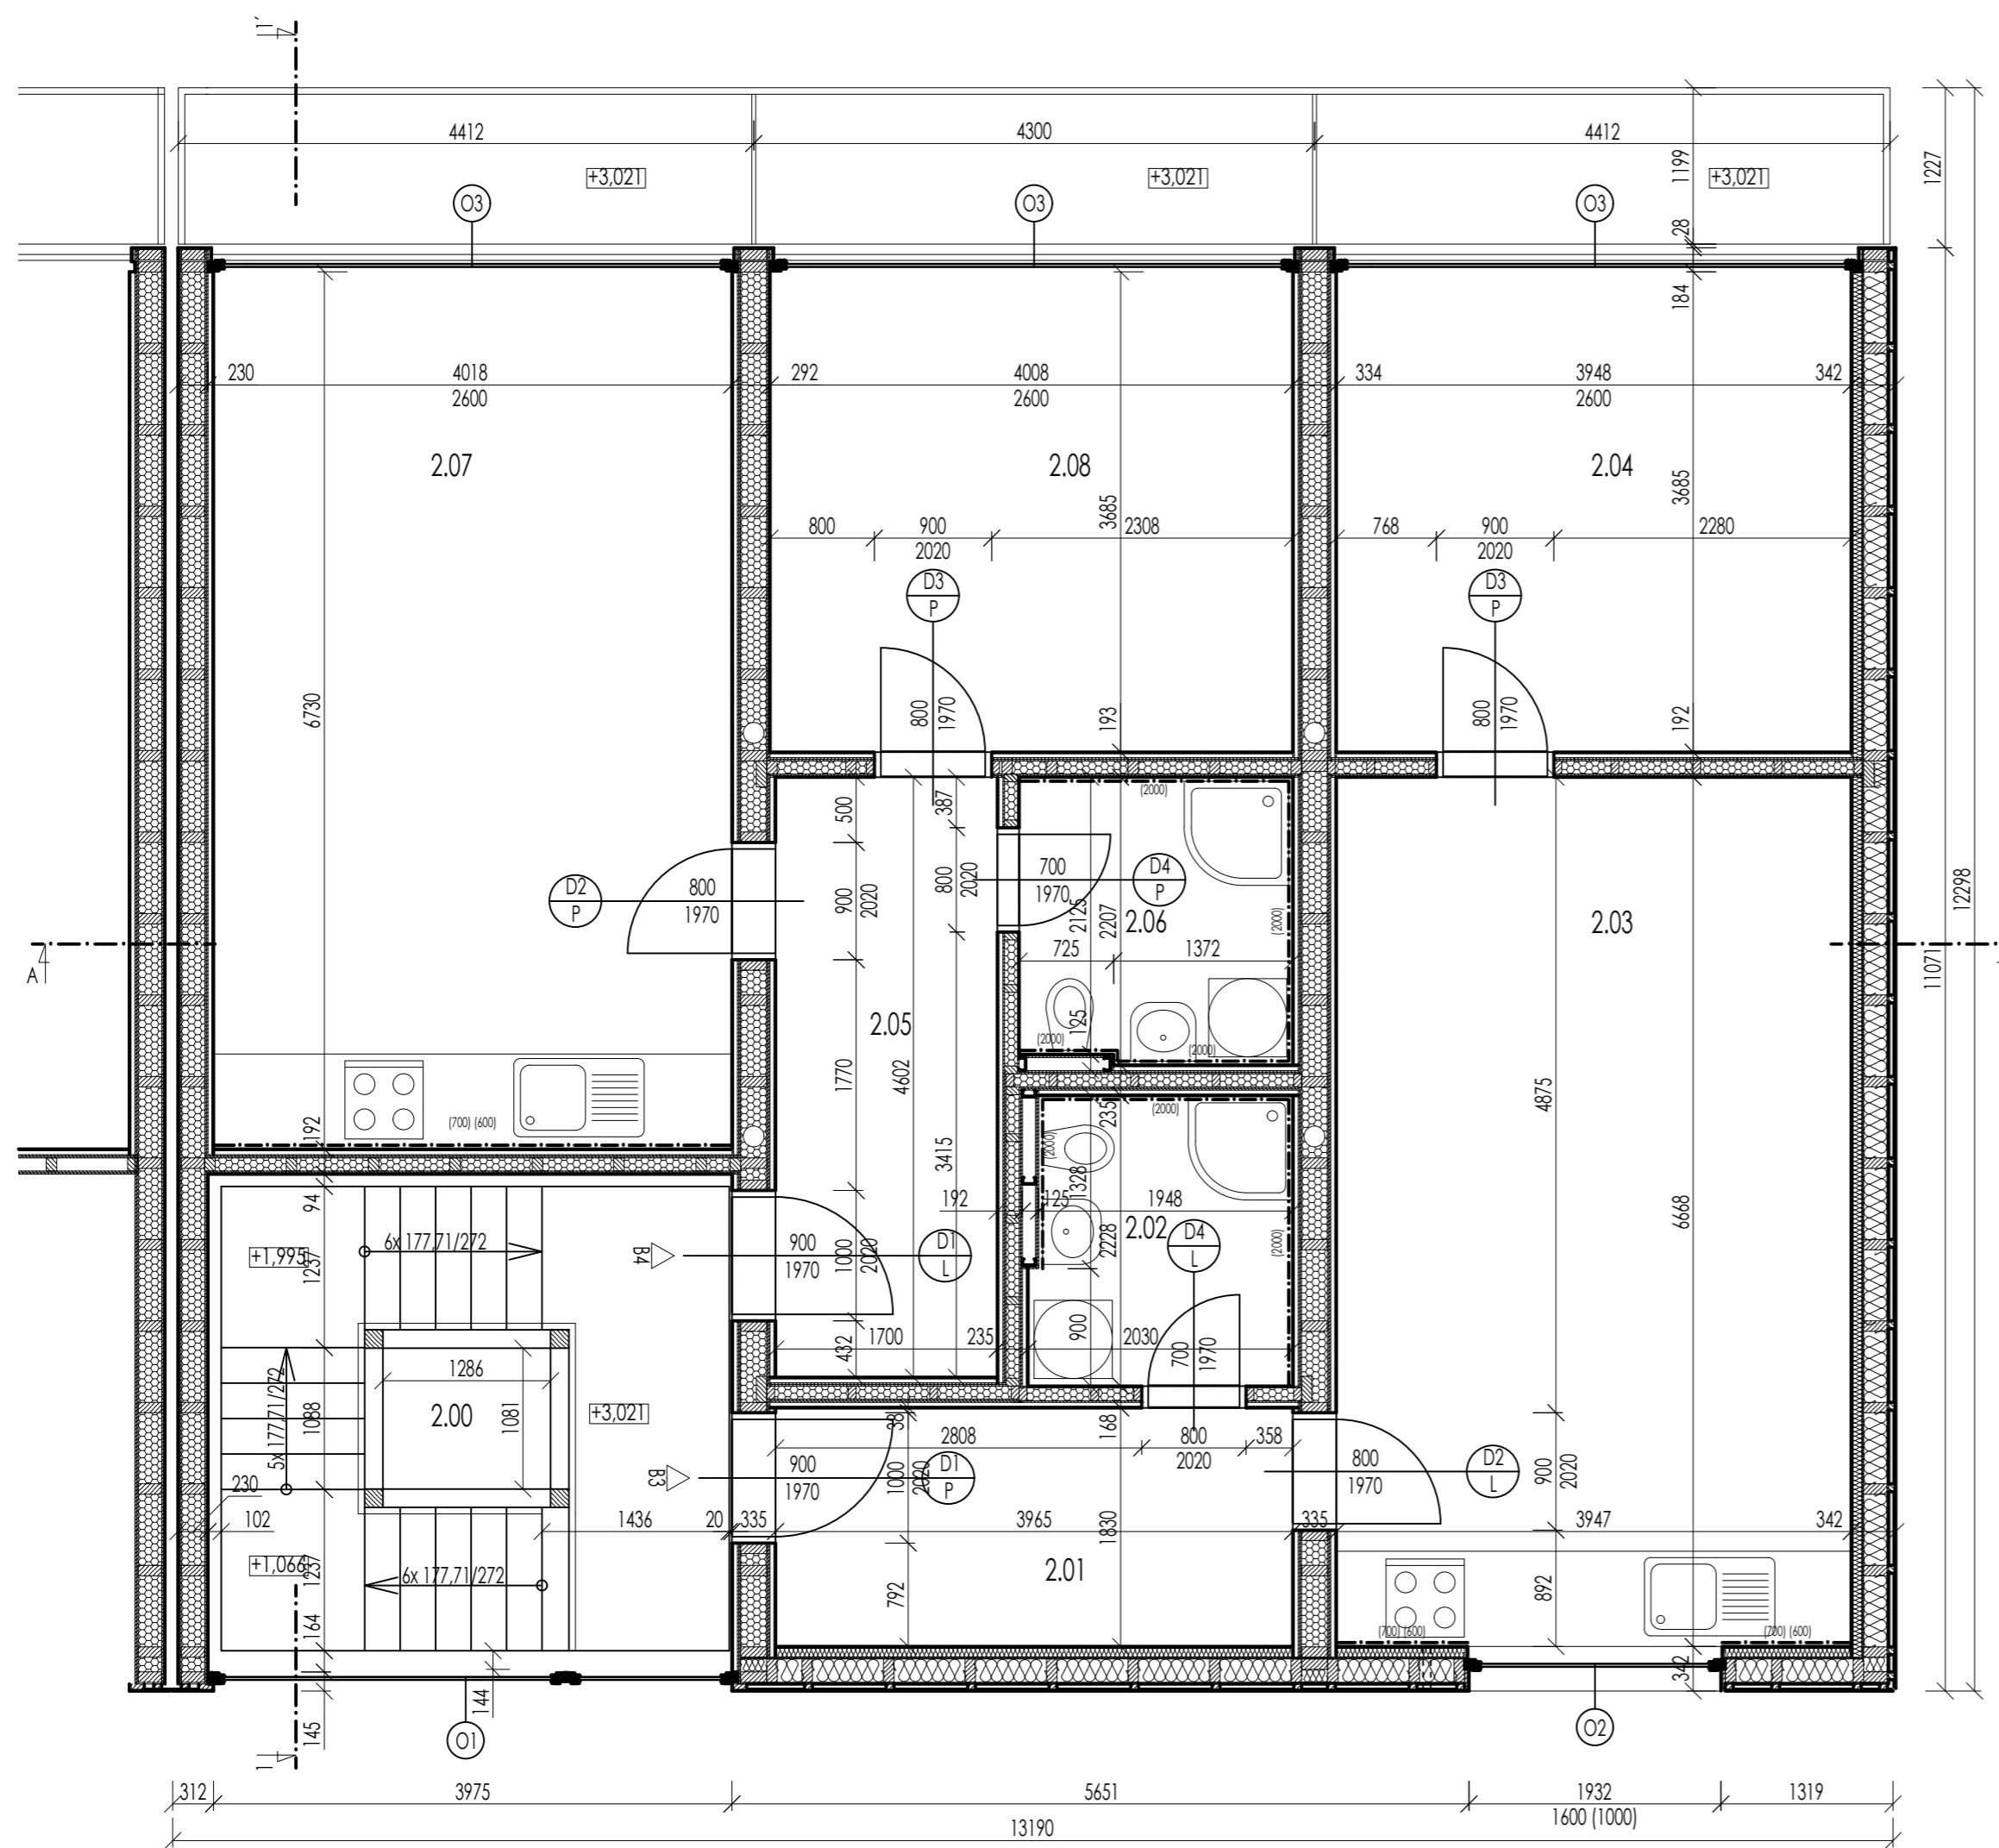 1'
4412 4300 4412
+3,021 +3,021 +3,021
1199 1227
O3 O3 O3
28
184
230 4018 292 4008 334 3948 342
2600 2600 2600
2.07 2.08 2.04
3685 3685
800 900 2308 768 900 2280
2020 2020
D3 D3
P P
6730
800 1970 193 800 1970 192
500 387
(2000)
D2 800 900 2020 800 2020 700 D4
P 1970 1970 P
2125 2207 2.06 (2000) 2.03
12298
11071
A
725 1372
2.05
125
(2000) (2000)
1770 4602 4875
(700) (600)
192
(2000)
235
3415 (2000)
1328
94 192 125 1948
6x 177,71/272
2.02 D4
L
6668
+1,995 1237
B4 900 1000 2020 D1
1970 L
2228 (2000)
432 1700 235 900 2030 700 1970
1286
5x 177,71/272 1088 2.00 1081 +3,021
38 168
2808 800 358
2020
B3 900 1000 2020 D1
1970 P
800 900 2020 D2
1970 L
230
102 1436 20 335 3965 1830 335 3947 342
+1,066 1237
6x 177,71/272
2.01
792 892
164
(700) (600) (700) (600)
342
144
145
O1 O2
1
312 3975 5651 1932 1319
1600 (1000)
13190